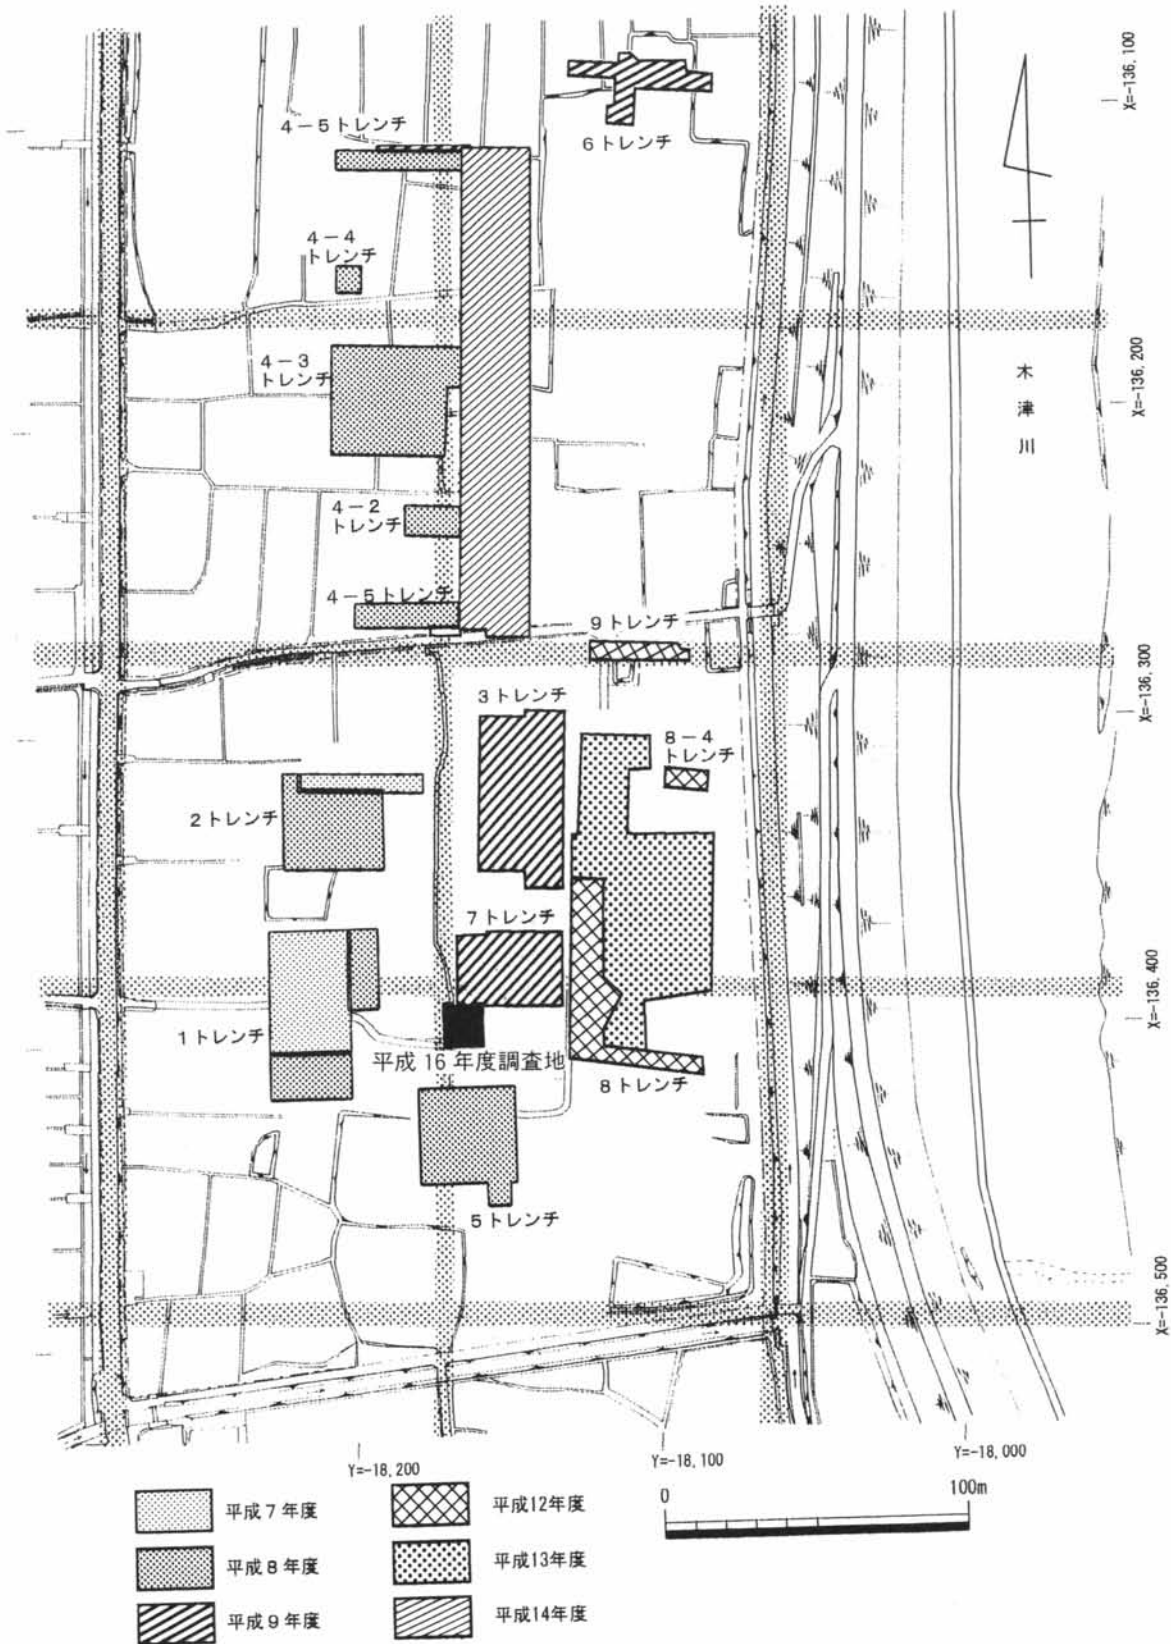 X=-136,100
4-5トレンチ
6トレンチ
4-4
トレンチ
4-3
トレンチ
X=-136,200
木津川
4-2
トレンチ
4-5トレンチ
9トレンチ
X=-136,300
3トレンチ
8-4
トレンチ
2トレンチ
7トレンチ
X=-136,400
1トレンチ
平成16年度調査地
8トレンチ
5トレンチ
X=-136,500
Y=-18,200
Y=-18,100
Y=-18,000
0
100m
平成7年度
平成12年度
平成8年度
平成13年度
平成9年度
平成14年度